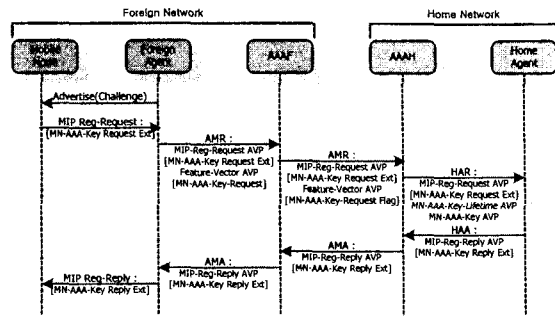 Foreign Network
Home Network
Mobile Node
Foreign Agent
AAAF
AAAH
Home Agent
Advertise(Challenge)
MIP Reg-Request :
[MN-AAA-Key Request Ext]
AMR :
MIP-Reg-Request AVP
[MN-AAA-Key Request Ext]
Feature-Vector AVP
[MN-AAA-Key-Request]
AMR :
MIP-Reg-Request AVP
[MN-AAA-Key Request Ext]
Feature-Vector AVP
[MN-AAA-Key-Request Flag]
HAR :
MIP-Reg-Request AVP
[MN-AAA-Key Request Ext]
MN-AAA-Key-Lifetime AVP
MN-AAA-Key AVP
HAA :
MIP-Reg-Reply AVP
[MN-AAA-Key Reply Ext]
AMA :
MIP-Reg-Reply AVP
[MN-AAA-Key Reply Ext]
AMA :
MIP-Reg-Reply AVP
[MN-AAA-Key Reply Ext]
MIP Reg-Reply :
[MN-AAA-Key Reply Ext]